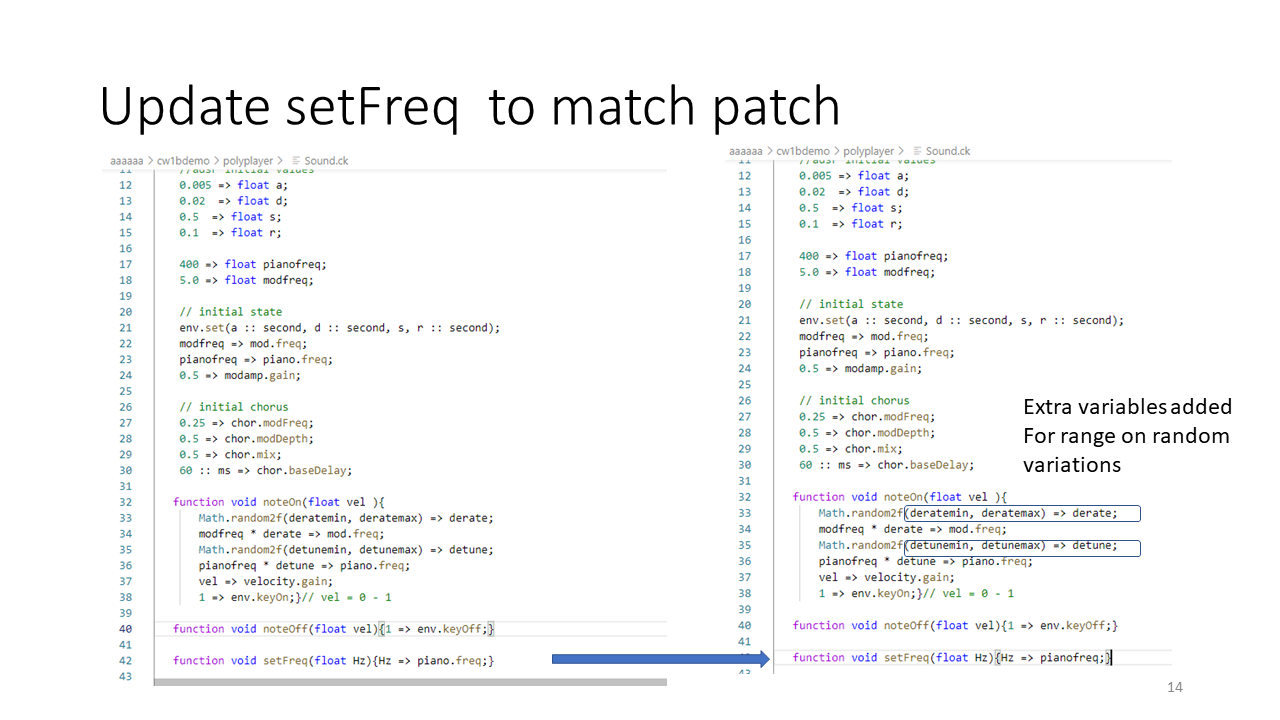 Update setFreq  to match patch
aaaaaa > cw1bdemo > polyplayer > Sound.ck
11 //adsr initial values
12 0.005 => float a;
13 0.02  => float d;
14 0.5  => float s;
15 0.1  => float r;
16
17 400 => float pianofreq;
18 5.0 => float modfreq;
19
20 // initial state
21 env.set(a :: second, d :: second, s, r :: second);
22 modfreq => mod.freq;
23 pianofreq => piano.freq;
24 0.5 => modamp.gain;
25
26 // initial chorus
27 0.25 => chor.modFreq;
28 0.5 => chor.modDepth;
29 0.5 => chor.mix;
30 60 :: ms => chor.baseDelay;
31
32 function void noteOn(float vel ){
33 Math.random2f(deratemin, deratemax) => derate;
34 modfreq * derate => mod.freq;
35 Math.random2f(detunemin, detunemax) => detune;
36 pianofreq * detune => piano.freq;
37 vel => velocity.gain;
38 1 => env.keyOn;}// vel = 0 - 1
39
40 function void noteOff(float vel){1 => env.keyOff;}
41
42 function void setFreq(float Hz){Hz => piano.freq;}
43
aaaaaa > cw1bdemo > polyplayer > Sound.ck
11 //adsr initial values
12 0.005 => float a;
13 0.02  => float d;
14 0.5  => float s;
15 0.1  => float r;
16
17 400 => float pianofreq;
18 5.0 => float modfreq;
19
20 // initial state
21 env.set(a :: second, d :: second, s, r :: second);
22 modfreq => mod.freq;
23 pianofreq => piano.freq;
24 0.5 => modamp.gain;
25
26 // initial chorus
27 0.25 => chor.modFreq;
28 0.5 => chor.modDepth;
29 0.5 => chor.mix;
30 60 :: ms => chor.baseDelay;
31
32 function void noteOn(float vel ){
33 Math.random2f(deratemin, deratemax) => derate;
34 modfreq * derate => mod.freq;
35 Math.random2f(detunemin, detunemax) => detune;
36 pianofreq * detune => piano.freq;
37 vel => velocity.gain;
38 1 => env.keyOn;}// vel = 0 - 1
39
40 function void noteOff(float vel){1 => env.keyOff;}
41
function void setFreq(float Hz){Hz => pianofreq;}
43
Extra variables added
For range on random
variations
14